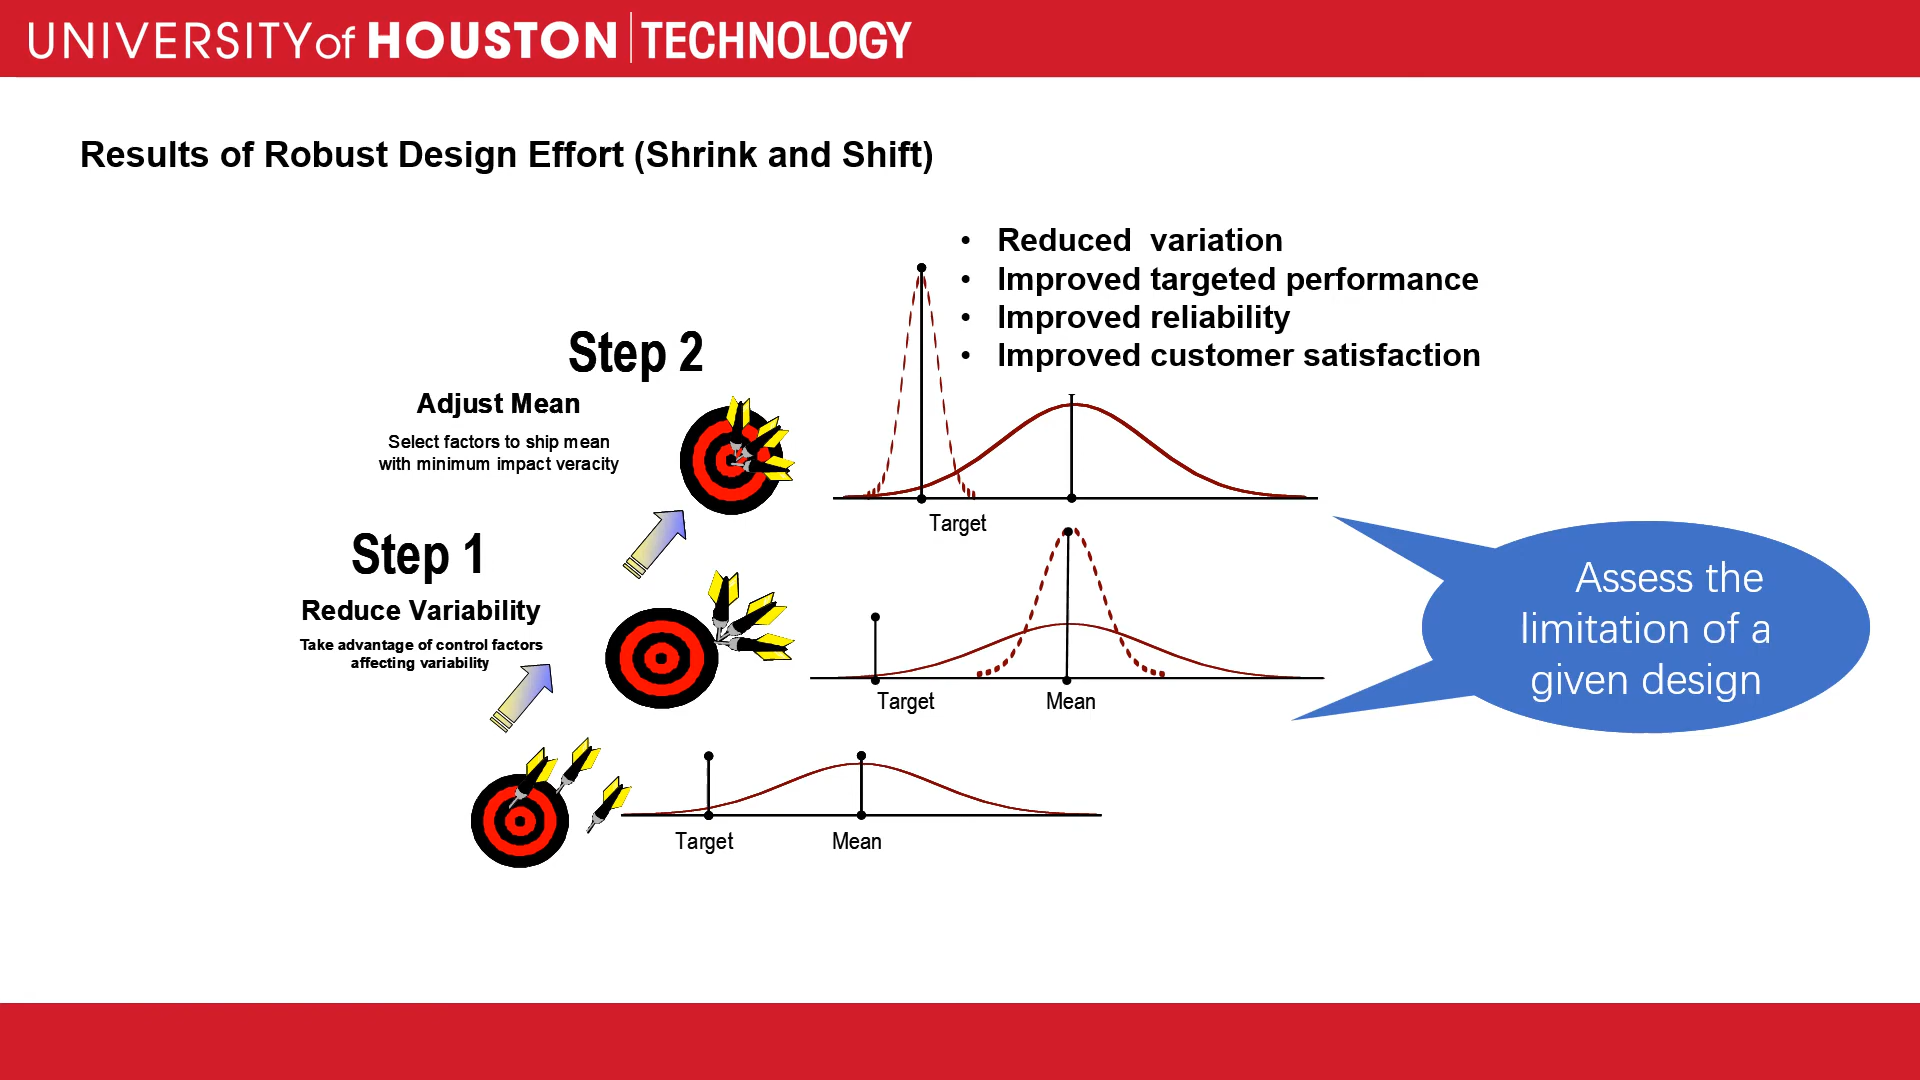 UNIVERSITY of HOUSTON | TECHNOLOGY
Results of Robust Design Effort (Shrink and Shift)
• Reduced variation
• Improved targeted performance
• Improved reliability
• Improved customer satisfaction
Step 2
Adjust Mean
Select factors to ship mean
with minimum impact veracity
Target
Step 1
Reduce Variability
Take advantage of control factors
affecting variability
Target
Mean
Assess the
limitation of a
given design
Target
Mean